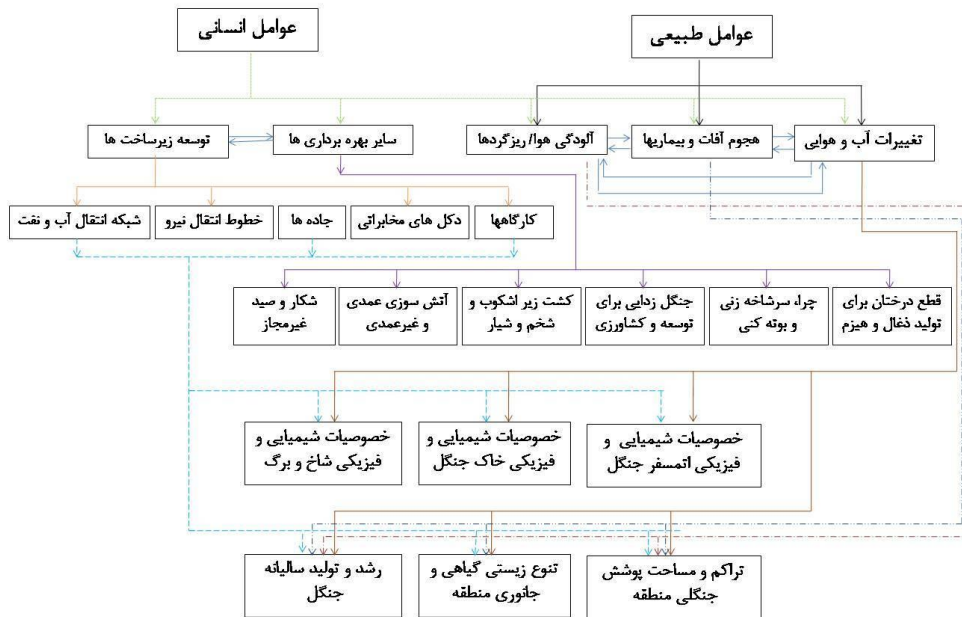 عوامل طبیعی
عوامل انسانی
تغییرات آب و هوایی
هجوم آفات و بیماریها
آلودگی هوا/ ریزگردها
سایر بهره برداری ها
توسعه زیرساخت ها
کارگاهها
دکل های مخابراتی
جاده ها
خطوط انتقال نیرو
شبکه انتقال آب و نفت
قطع درختان برای
تولید ذغال و هیزم
چرا، سرشاخه زنی
و بوته کنی
جنگل زدایی برای
توسعه و کشاورزی
کشت زیر اشکوب و
شخم و شیار
آتش سوزی عمدی
و غیرعمدی
شکار و صید
غیرمجاز
خصوصیات شیمیایی و
فیزیکی اتمسفر جنگل
خصوصیات شیمیایی و
فیزیکی خاک جنگل
خصوصیات شیمیایی و
فیزیکی شاخ و برگ
تراکم و مساحت پوشش
جنگلی منطقه
تنوع زیستی گیاهی و
جانوری منطقه
رشد و تولید سالیانه
جنگل